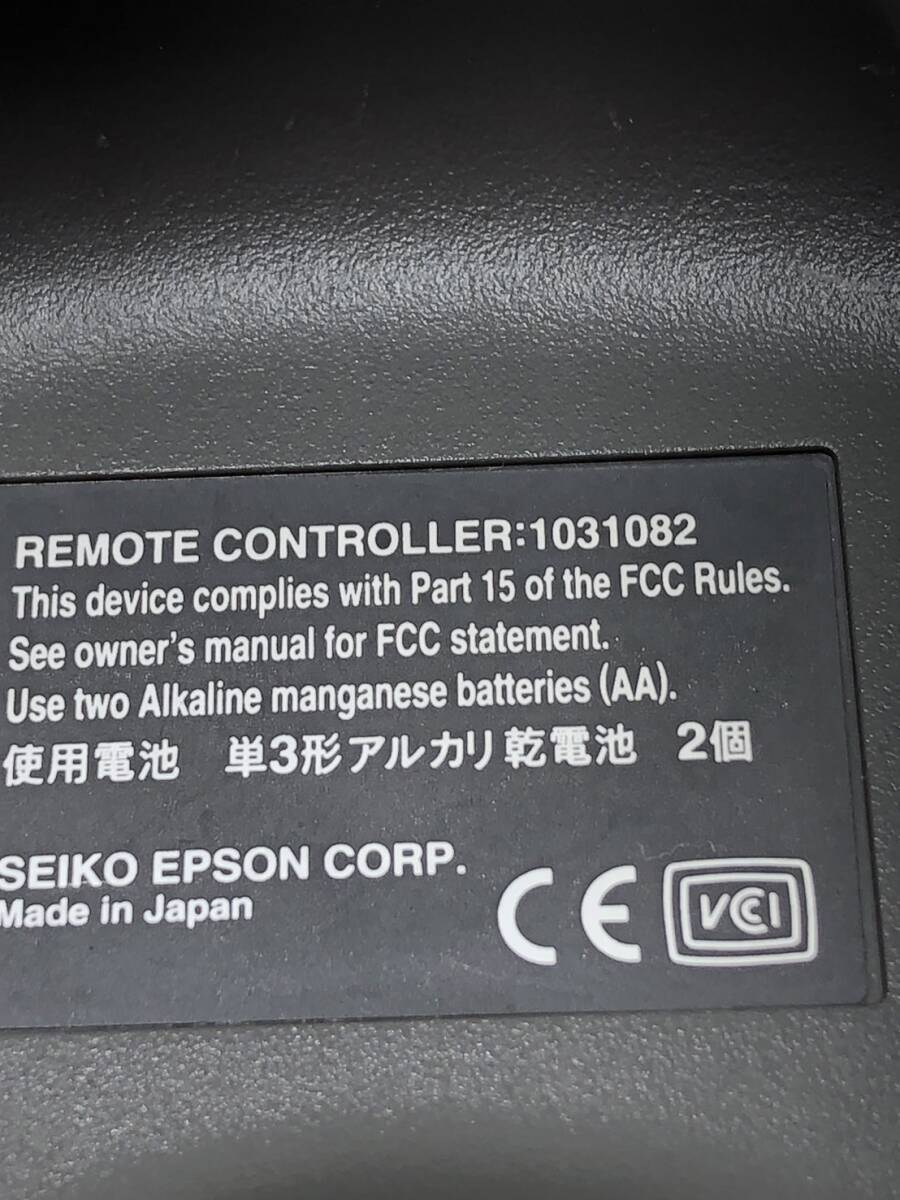 REMOTE CONTROLLER:1031082
This device complies with Part 15 of the FCC Rules.
See owner's manual for FCC statement.
Use two Alkaline manganese batteries (AA).
使用電池　単3形アルカリ乾電池　2個
SEIKO EPSON CORP.
Made in Japan
CE VCCI